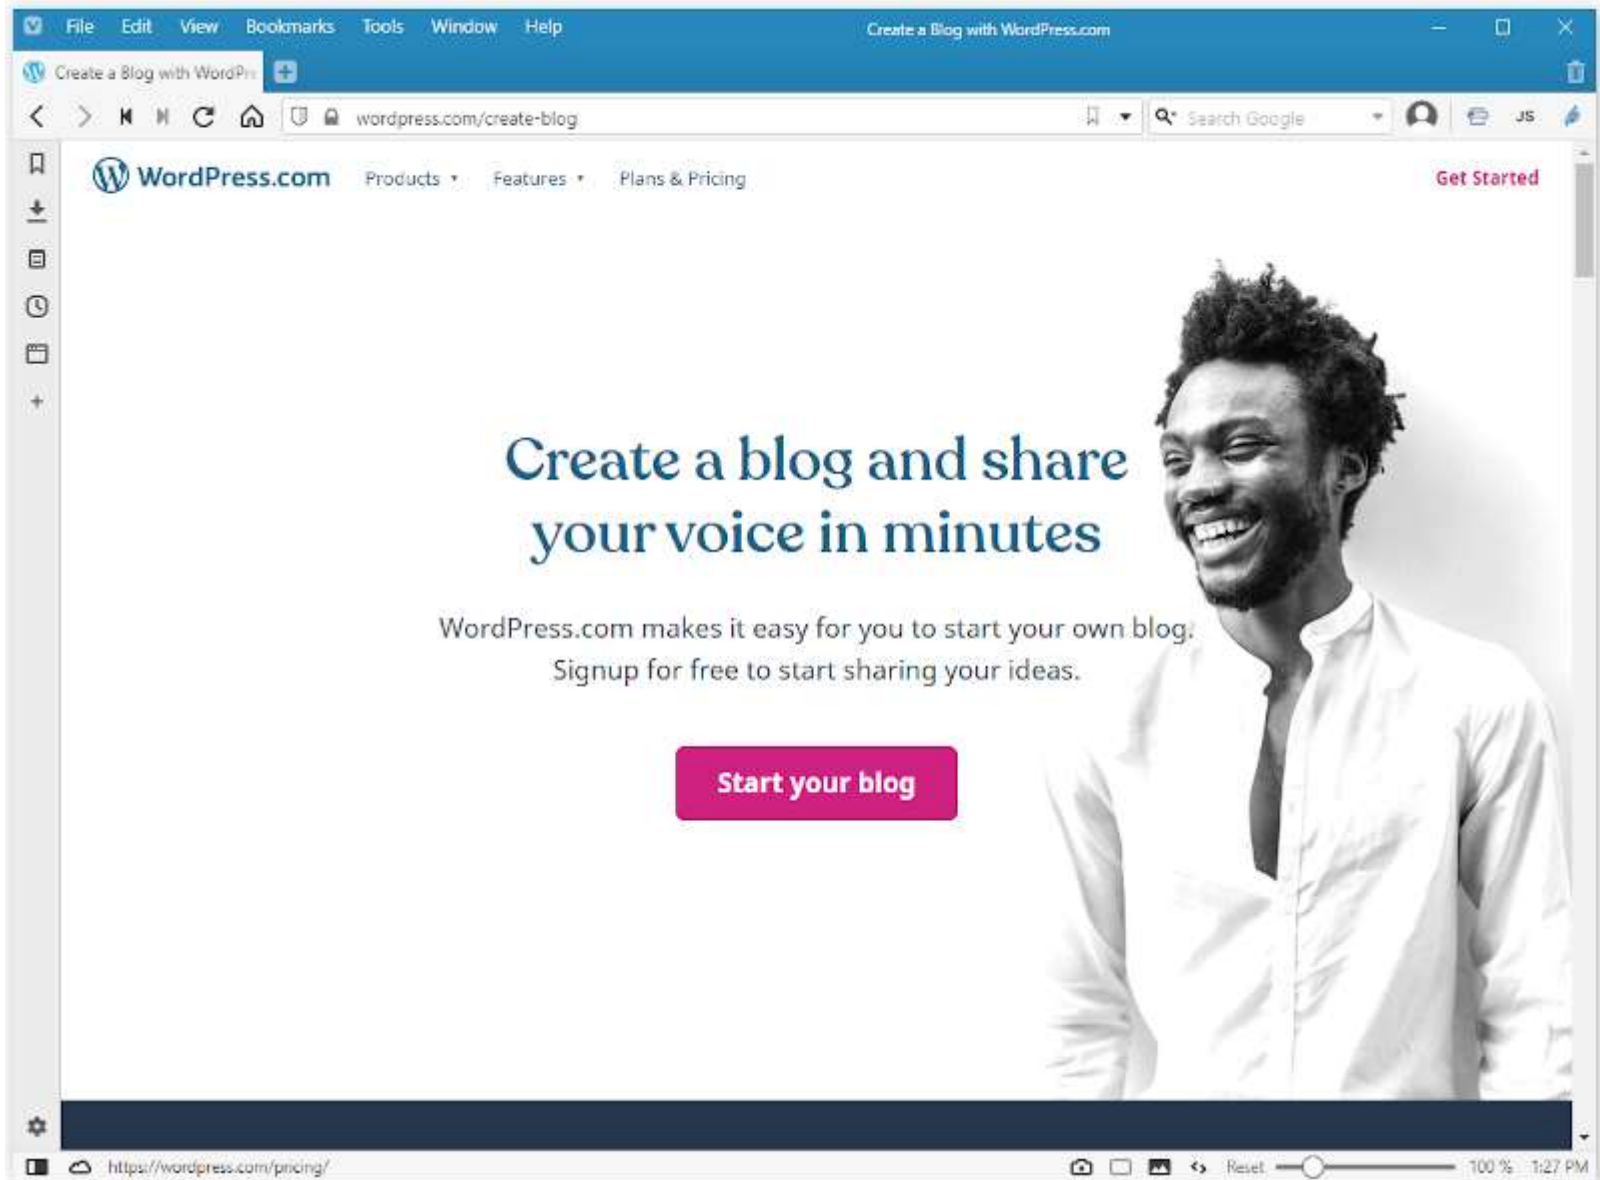 File Edit View Bookmarks Tools Window Help
Create a Blog with WordPress.com
Create a Blog with WordPr
wordpress.com/create-blog
Search Google
JS
WordPress.com
Products
Features
Plans & Pricing
Get Started
Create a blog and share
your voice in minutes
WordPress.com makes it easy for you to start your own blog.
Signup for free to start sharing your ideas.
Start your blog
https://wordpress.com/pricing/
Reset
100 %
1:27 PM